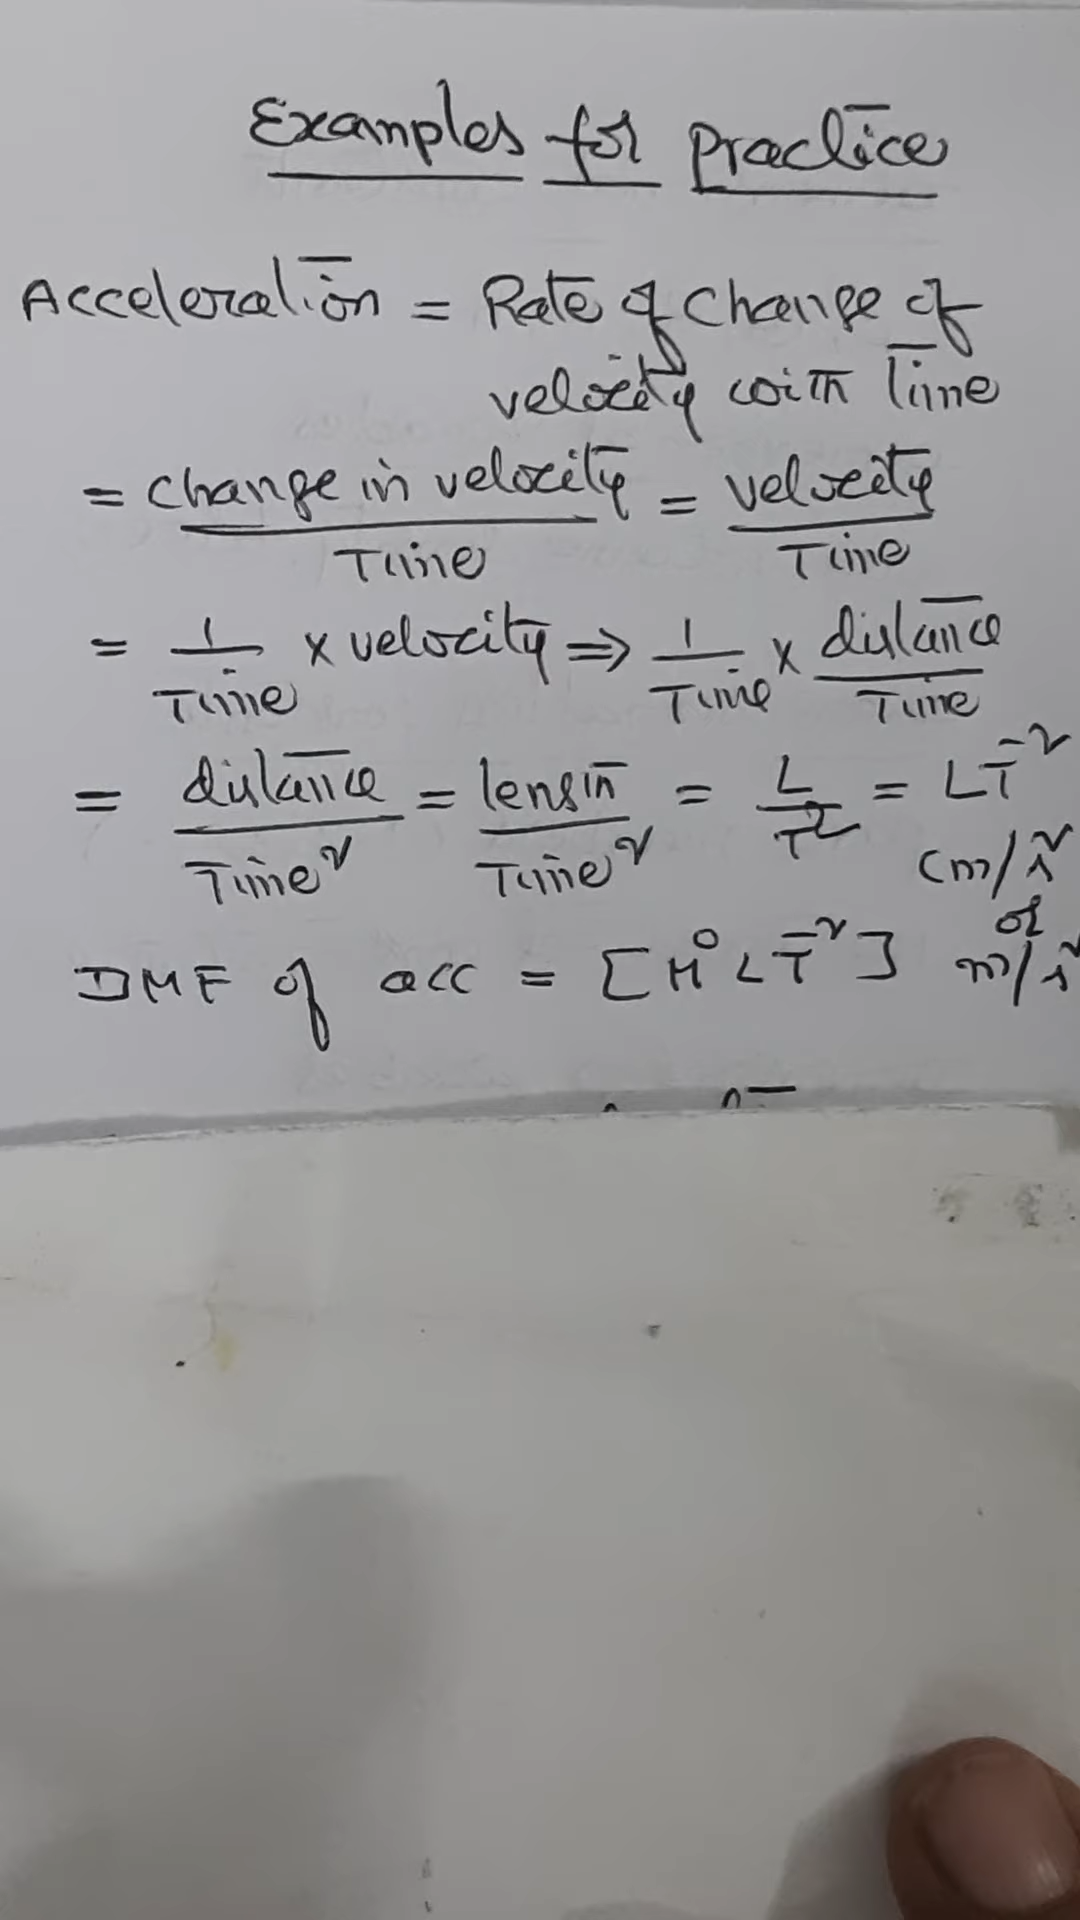 Examples for practice
Acceleration = Rate of change of
velocity with Time
= change in velocity / Time = velocity / Time
= 1 / Time × velocity ⇒ 1 / Time × distance / Time
= distance / Time² = length / Time² = L / T² = LT⁻²
cm/s²
or
DMF of acc = [M⁰LT⁻²] m/s²